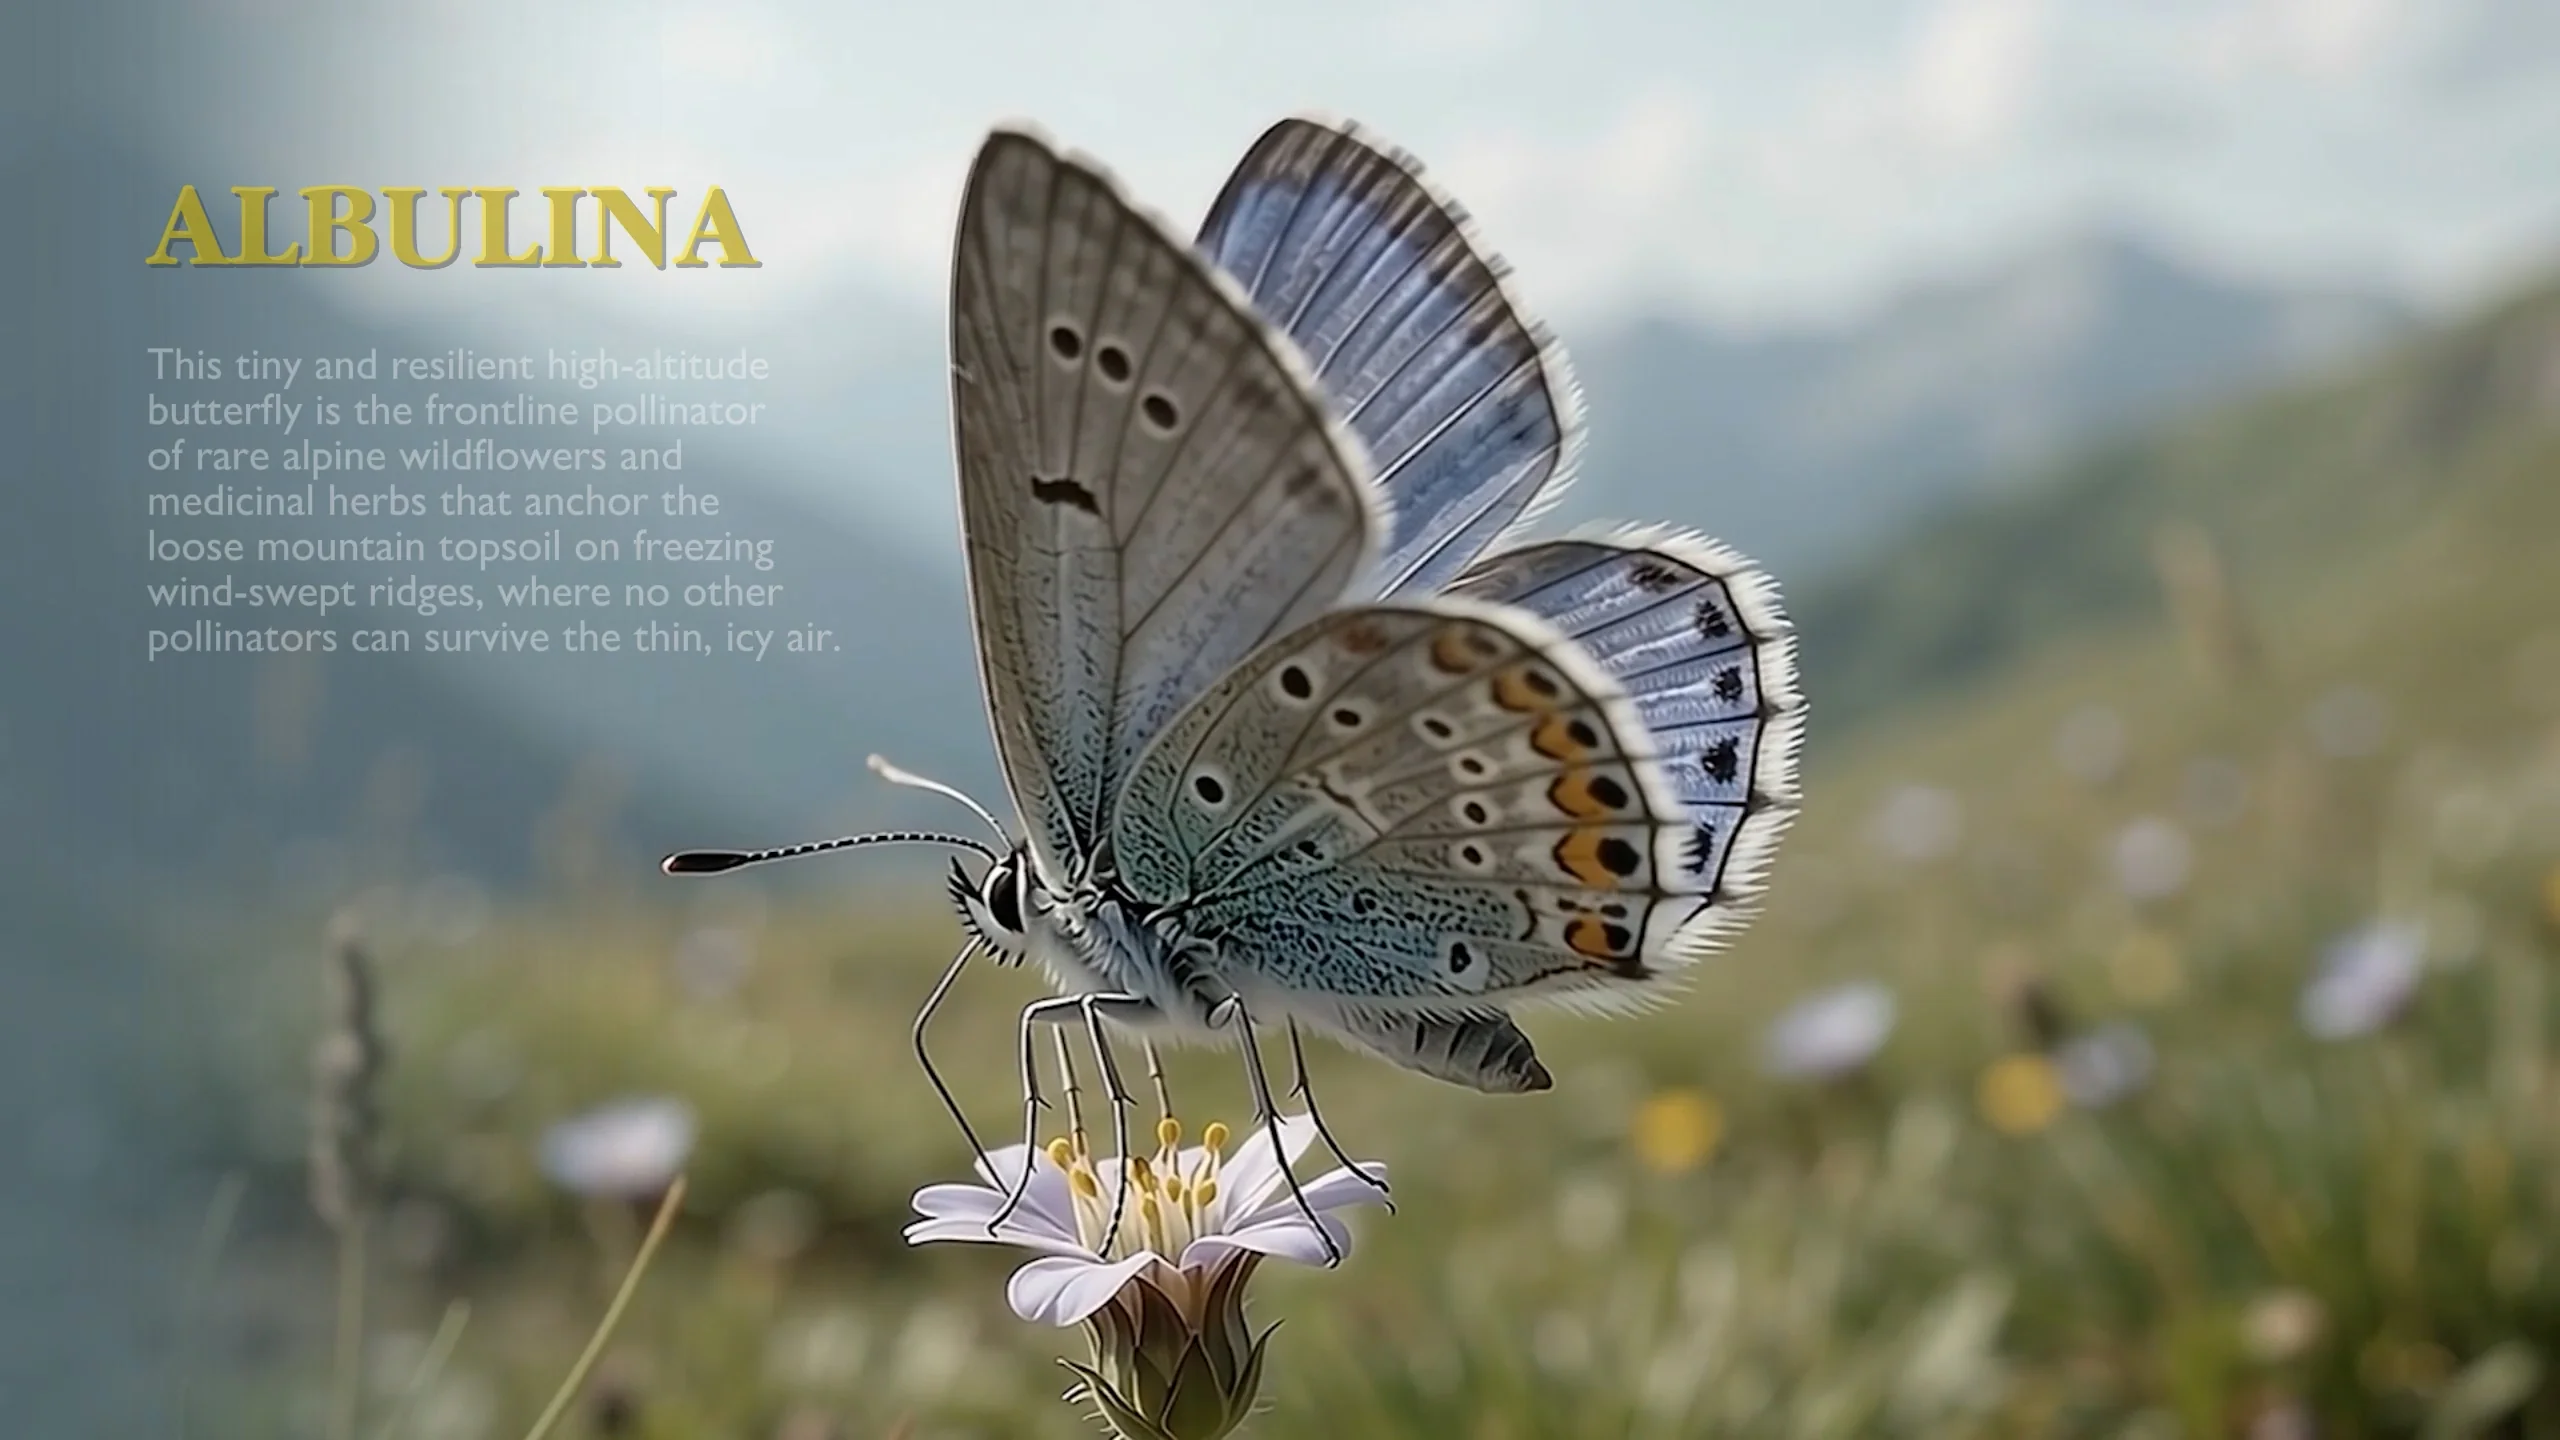 ALBULINA
This tiny and resilient high-altitude
butterfly is the frontline pollinator
of rare alpine wildflowers and
medicinal herbs that anchor the
loose mountain topsoil on freezing
wind-swept ridges, where no other
pollinators can survive the thin, icy air.